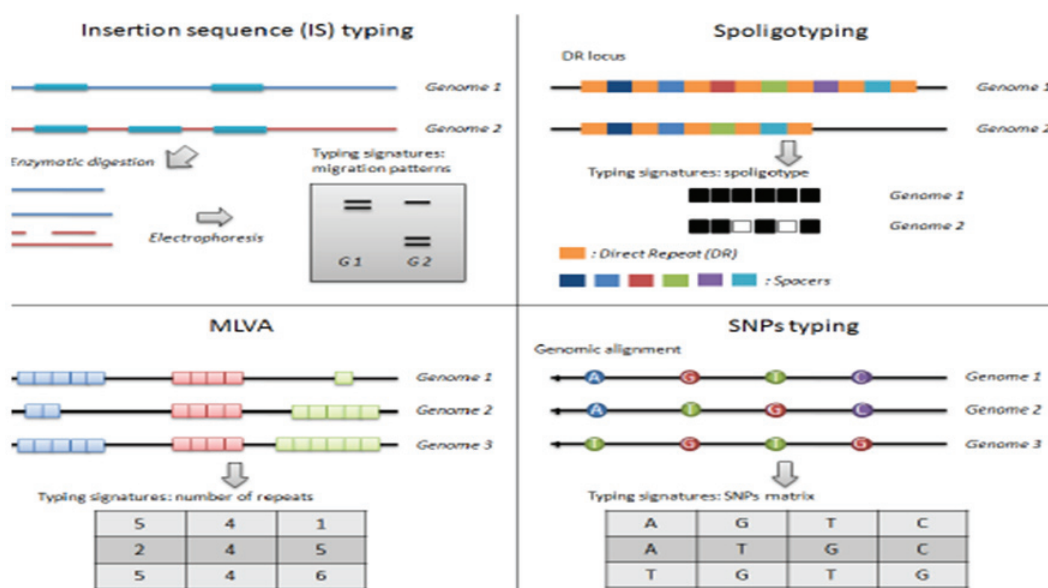 Insertion sequence (IS) typing
Genome 1
Genome 2
Enzymatic digestion
Typing signatures:
migration patterns
Electrophoresis
G1 G2
Spoligotyping
DR locus
Genome 1
Genome 2
Typing signatures: spoligotype
Genome 1
Genome 2
: Direct Repeat (DR)
: Spacers
MLVA
Genome 1
Genome 2
Genome 3
Typing signatures: number of repeats
5 4 1
2 4 5
5 4 6
SNPs typing
Genomic alignment
A G T C Genome 1
A T G C Genome 2
T G T G Genome 3
Typing signatures: SNPs matrix
A G T C
A T G C
T G T G